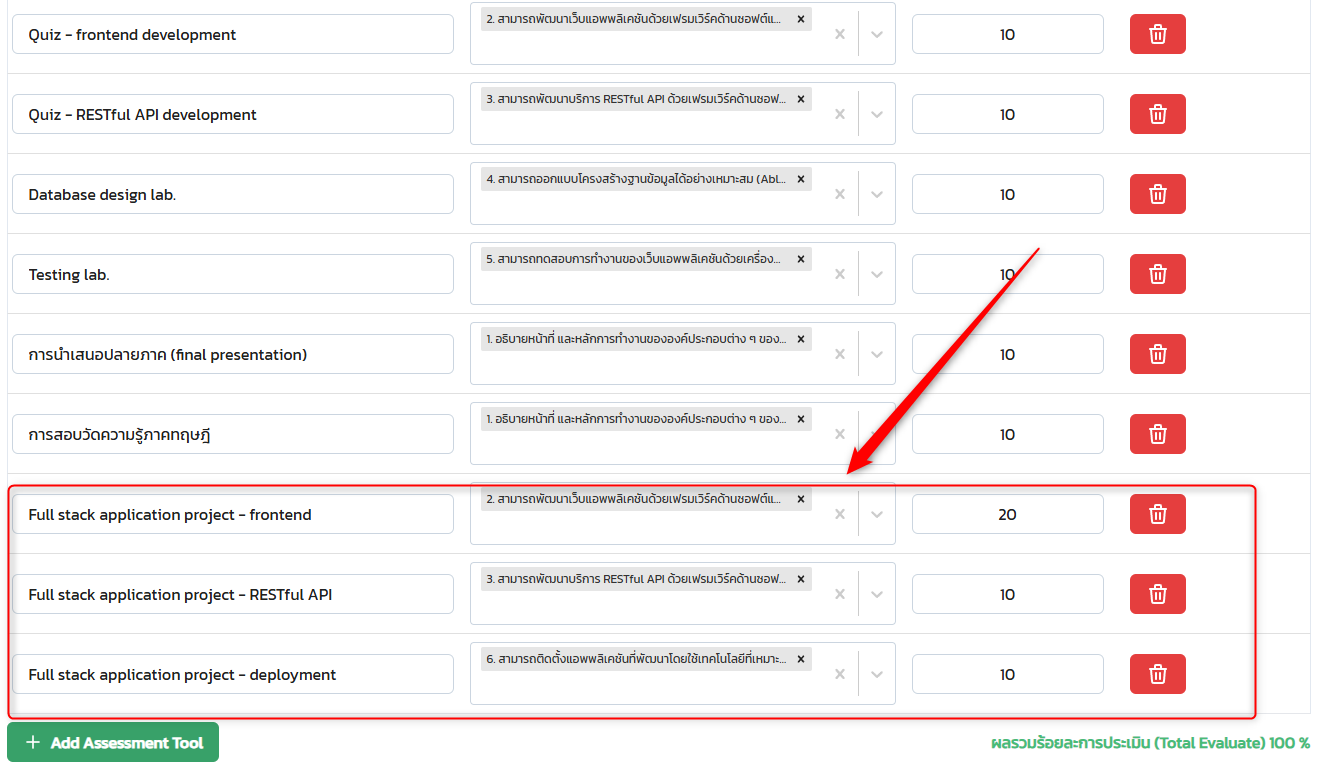 Quiz - frontend development
2. สามารถพัฒนาเว็บแอพพลิเคชันด้วยเฟรมเวิร์คด้านซอฟต์แ...
10
Quiz - RESTful API development
3. สามารถพัฒนาบริการ RESTful API ด้วยเฟรมเวิร์คด้านซอฟ...
10
Database design lab.
4. สามารถออกแบบโครงสร้างฐานข้อมูลได้อย่างเหมาะสม (Abl...
10
Testing lab.
5. สามารถทดสอบการทำงานของเว็บแอพพลิเคชันด้วยเครื่อง...
10
การนำเสนอปลายภาค (final presentation)
1. อธิบายหน้าที่ และหลักการทำงานขององค์ประกอบต่าง ๆ ของ...
10
การสอบวัดความรู้ภาคทฤษฎี
1. อธิบายหน้าที่ และหลักการทำงานขององค์ประกอบต่าง ๆ ของ...
10
Full stack application project - frontend
2. สามารถพัฒนาเว็บแอพพลิเคชันด้วยเฟรมเวิร์คด้านซอฟต์แ...
20
Full stack application project - RESTful API
3. สามารถพัฒนาบริการ RESTful API ด้วยเฟรมเวิร์คด้านซอฟ...
10
Full stack application project - deployment
6. สามารถติดตั้งแอพพลิเคชันที่พัฒนาโดยใช้เทคโนโลยีที่เหมาะ...
10
+ Add Assessment Tool
ผลรวมร้อยละการประเมิน (Total Evaluate) 100 %